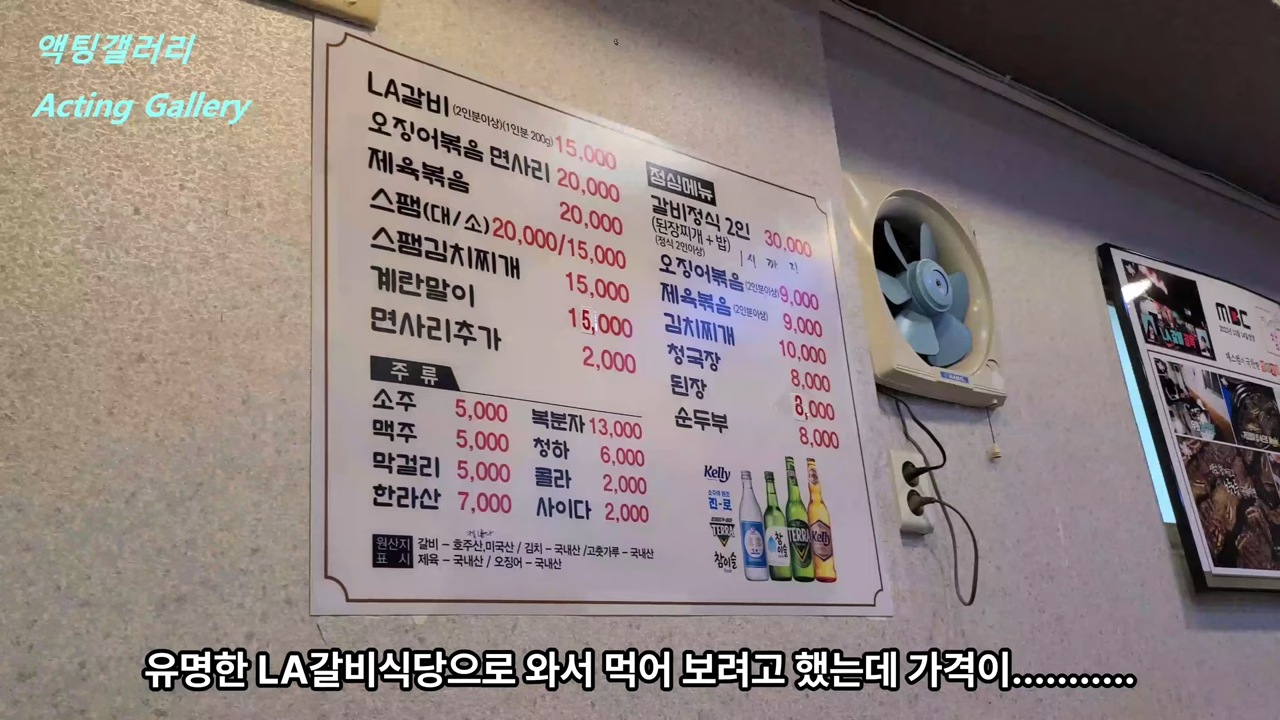 액팅갤러리
Acting Gallery
LA갈비 (2인분이상)(1인분 200g) 15,000
오징어볶음 면사리 20,000
제육볶음 20,000
스팸(대/소) 20,000/15,000
스팸김치찌개 15,000
계란말이 15,000
면사리추가 2,000
주 류
소주 5,000
맥주 5,000
막걸리 5,000
한라산 7,000
복분자 13,000
청하 6,000
콜라 2,000
사이다 2,000
점심메뉴
갈비정식 2인 30,000
(된장찌개 + 밥)
(정식 2인이상)
1시 까지
오징어볶음 (2인분이상) 9,000
제육볶음 (2인분이상) 9,000
김치찌개 10,000
청국장 8,000
된장 8,000
순두부 8,000
Kelly
진-로
TERRA
참이슬
원산지 표 시
갈비 – 호주산,미국산 / 김치 – 국내산 /고춧가루 – 국내산
제육 – 국내산 / 오징어 – 국내산
MBC
유명한 LA갈비식당으로 와서 먹어 보려고 했는데 가격이...........